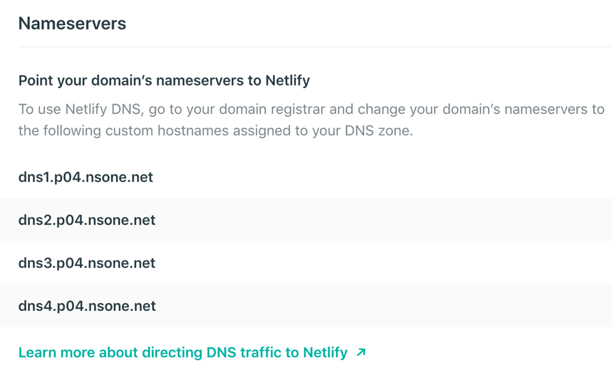 Nameservers
Point your domain’s nameservers to Netlify
To use Netlify DNS, go to your domain registrar and change your domain’s nameservers to
the following custom hostnames assigned to your DNS zone.
dns1.p04.nsone.net
dns2.p04.nsone.net
dns3.p04.nsone.net
dns4.p04.nsone.net
Learn more about directing DNS traffic to Netlify ↗